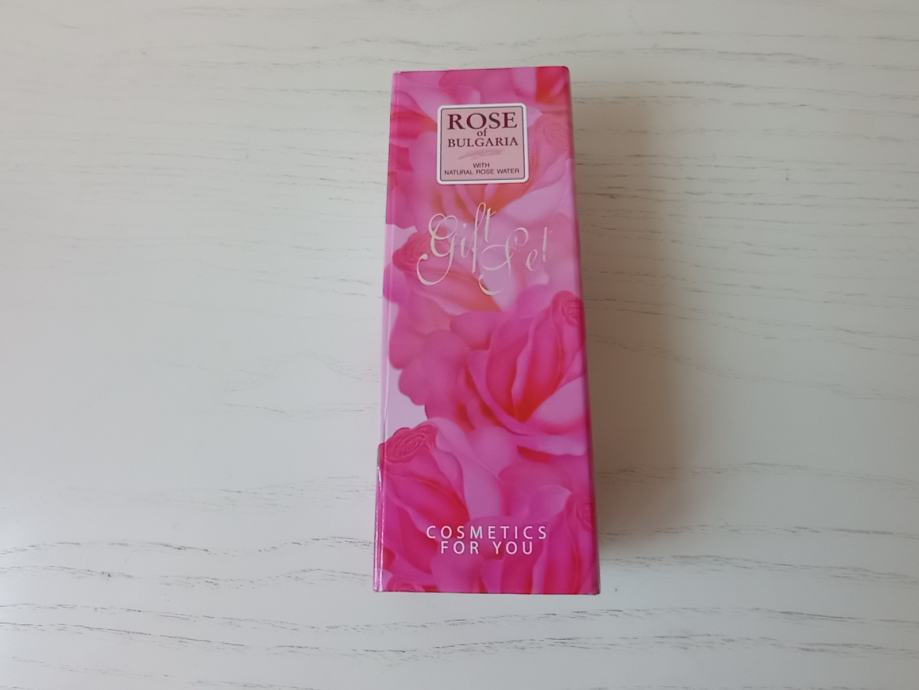 ROSE
of
BULGARIA
WITH
NATURAL ROSE WATER
Gift
Set
COSMETICS
FOR YOU